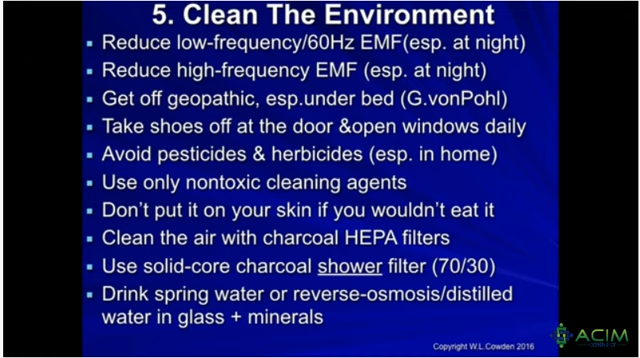 5. Clean The Environment
Reduce low-frequency/60Hz EMF(esp. at night)
Reduce high-frequency EMF (esp. at night)
Get off geopathic, esp.under bed (G.vonPohl)
Take shoes off at the door &open windows daily
Avoid pesticides & herbicides (esp. in home)
Use only nontoxic cleaning agents
Don't put it on your skin if you wouldn't eat it
Clean the air with charcoal HEPA filters
Use solid-core charcoal shower filter (70/30)
Drink spring water or reverse-osmosis/distilled
water in glass + minerals
Copyright W.L.Cowden 2016
ACIM